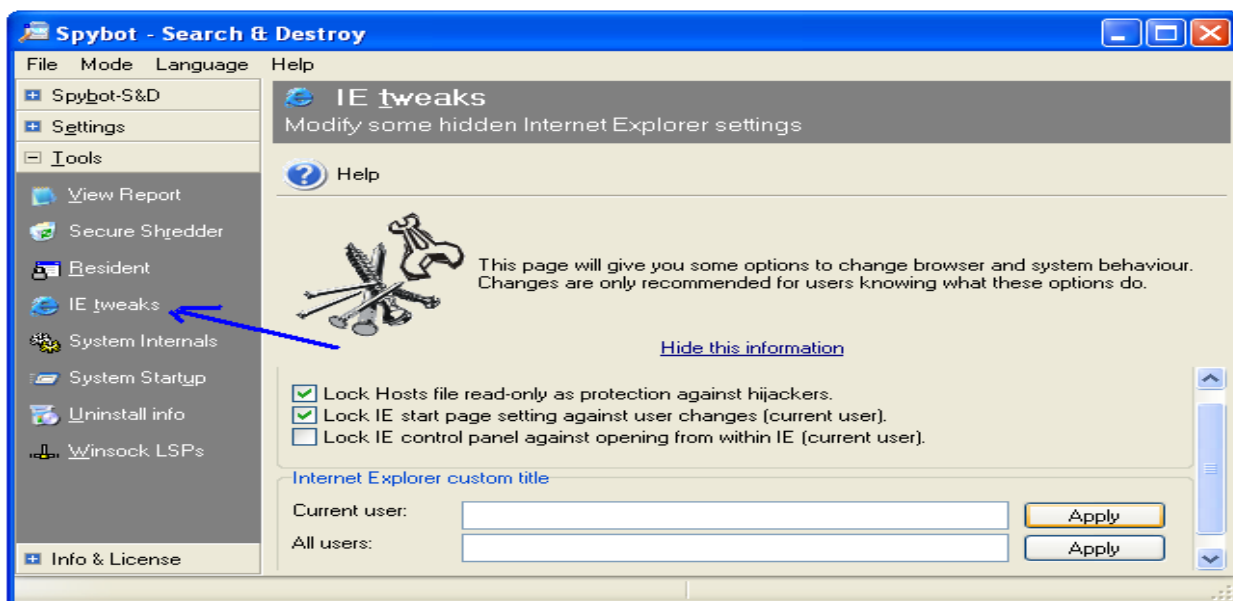 Spybot - Search & Destroy
File Mode Language Help
Spybot-S&D
Settings
Tools
View Report
Secure Shredder
Resident
IE tweaks
System Internals
System Startup
Uninstall info
Winsock LSPs
Info & License
IE tweaks
Modify some hidden Internet Explorer settings
Help
This page will give you some options to change browser and system behaviour.
Changes are only recommended for users knowing what these options do.
Hide this information
Lock Hosts file read-only as protection against hijackers.
Lock IE start page setting against user changes (current user).
Lock IE control panel against opening from within IE (current user).
Internet Explorer custom title
Current user: Apply
All users: Apply